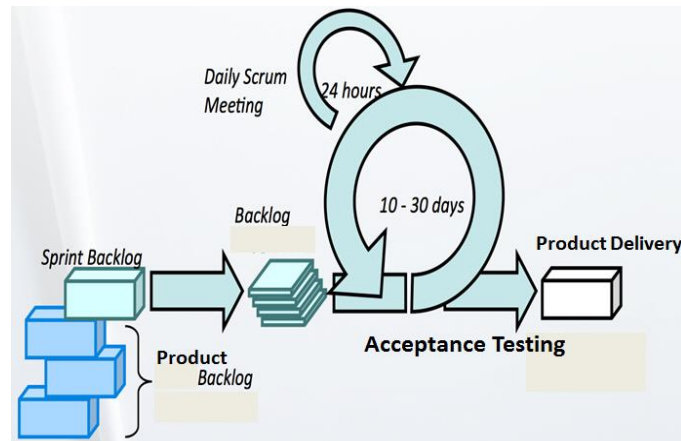 Daily Scrum
Meeting
24 hours
10 - 30 days
Backlog
Sprint Backlog
Product Delivery
Acceptance Testing
Product
Backlog